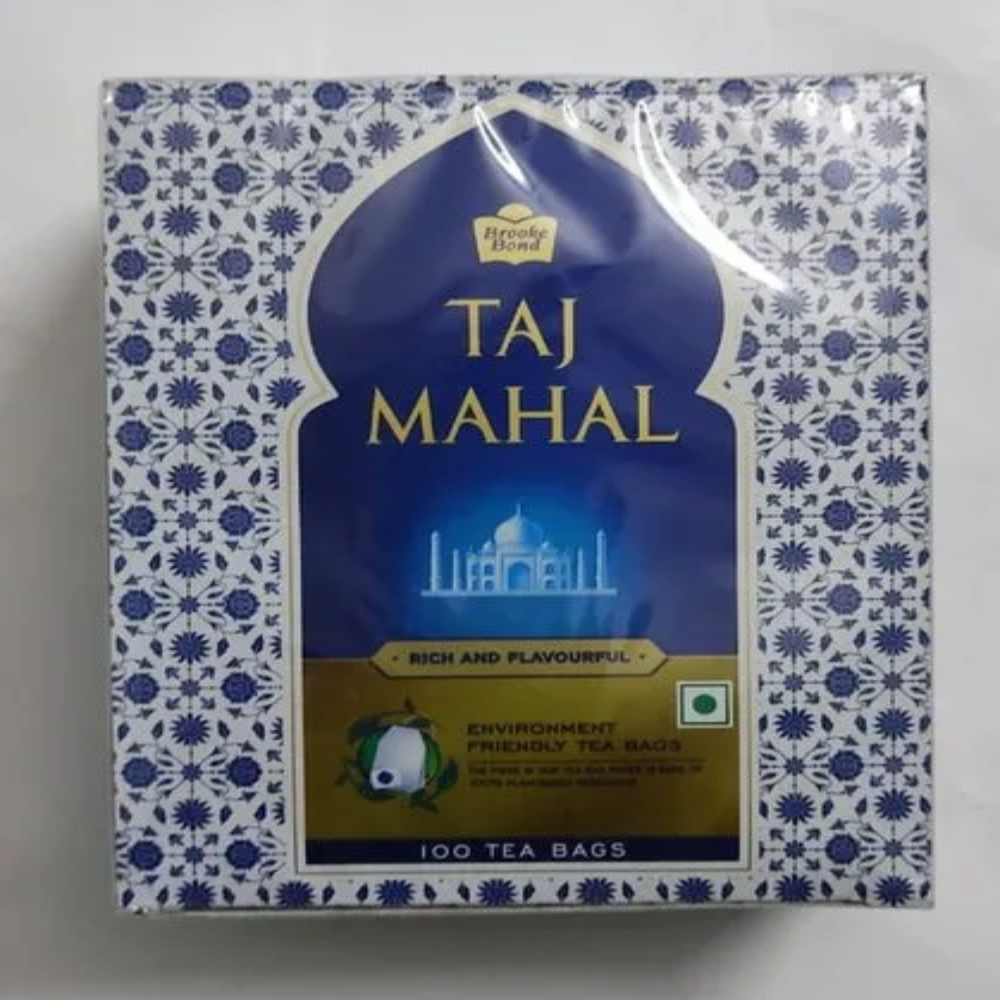 Brooke
Bond
TAJ
MAHAL
RICH AND FLAVOURFUL
ENVIRONMENT
FRIENDLY TEA BAGS
100 TEA BAGS